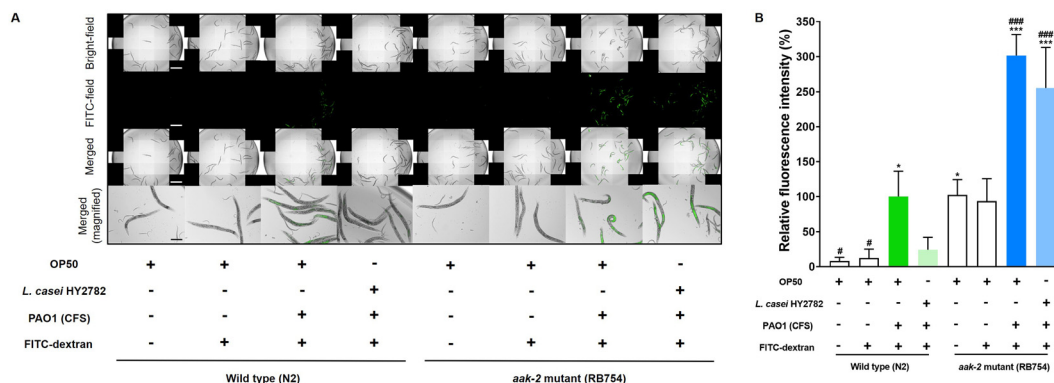 A
Bright-field
FITC-field
Merged
Merged
(magnified)
OP50 + + + - + + + -
L. casei HY2782 - - - + - - - +
PAO1 (CFS) - - + + - - + +
FITC-dextran - + + + - + + +
Wild type (N2) aak-2 mutant (RB754)
B
Relative fluorescence intensity (%)
350
300
250
200
150
100
50
0
# # * * ### *** ### ***
OP50 + + + - + + + -
L. casei HY2782 - - - + - - - +
PAO1 (CFS) - - + + - - + +
FITC-dextran - + + + - + + +
Wild type (N2) aak-2 mutant (RB754)